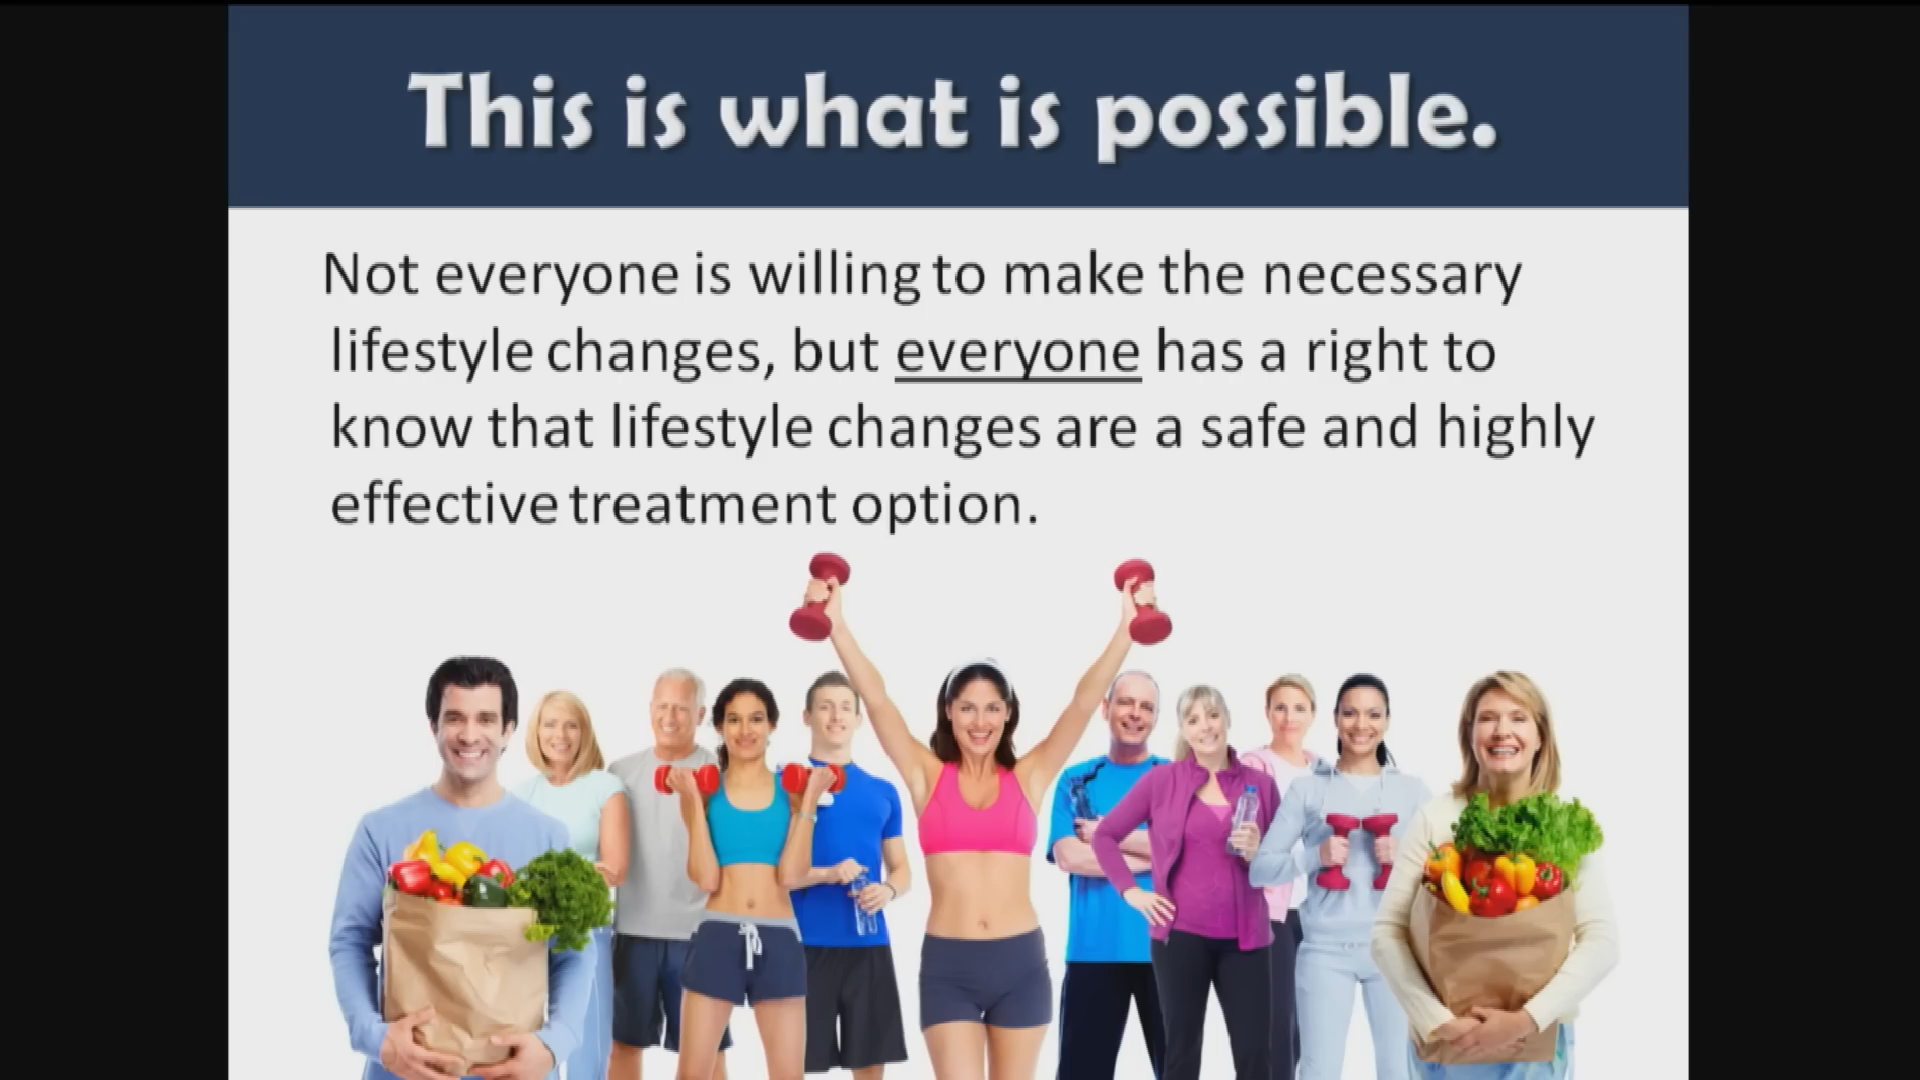 This is what is possible.
Not everyone is willing to make the necessary
lifestyle changes, but everyone has a right to
know that lifestyle changes are a safe and highly
effective treatment option.